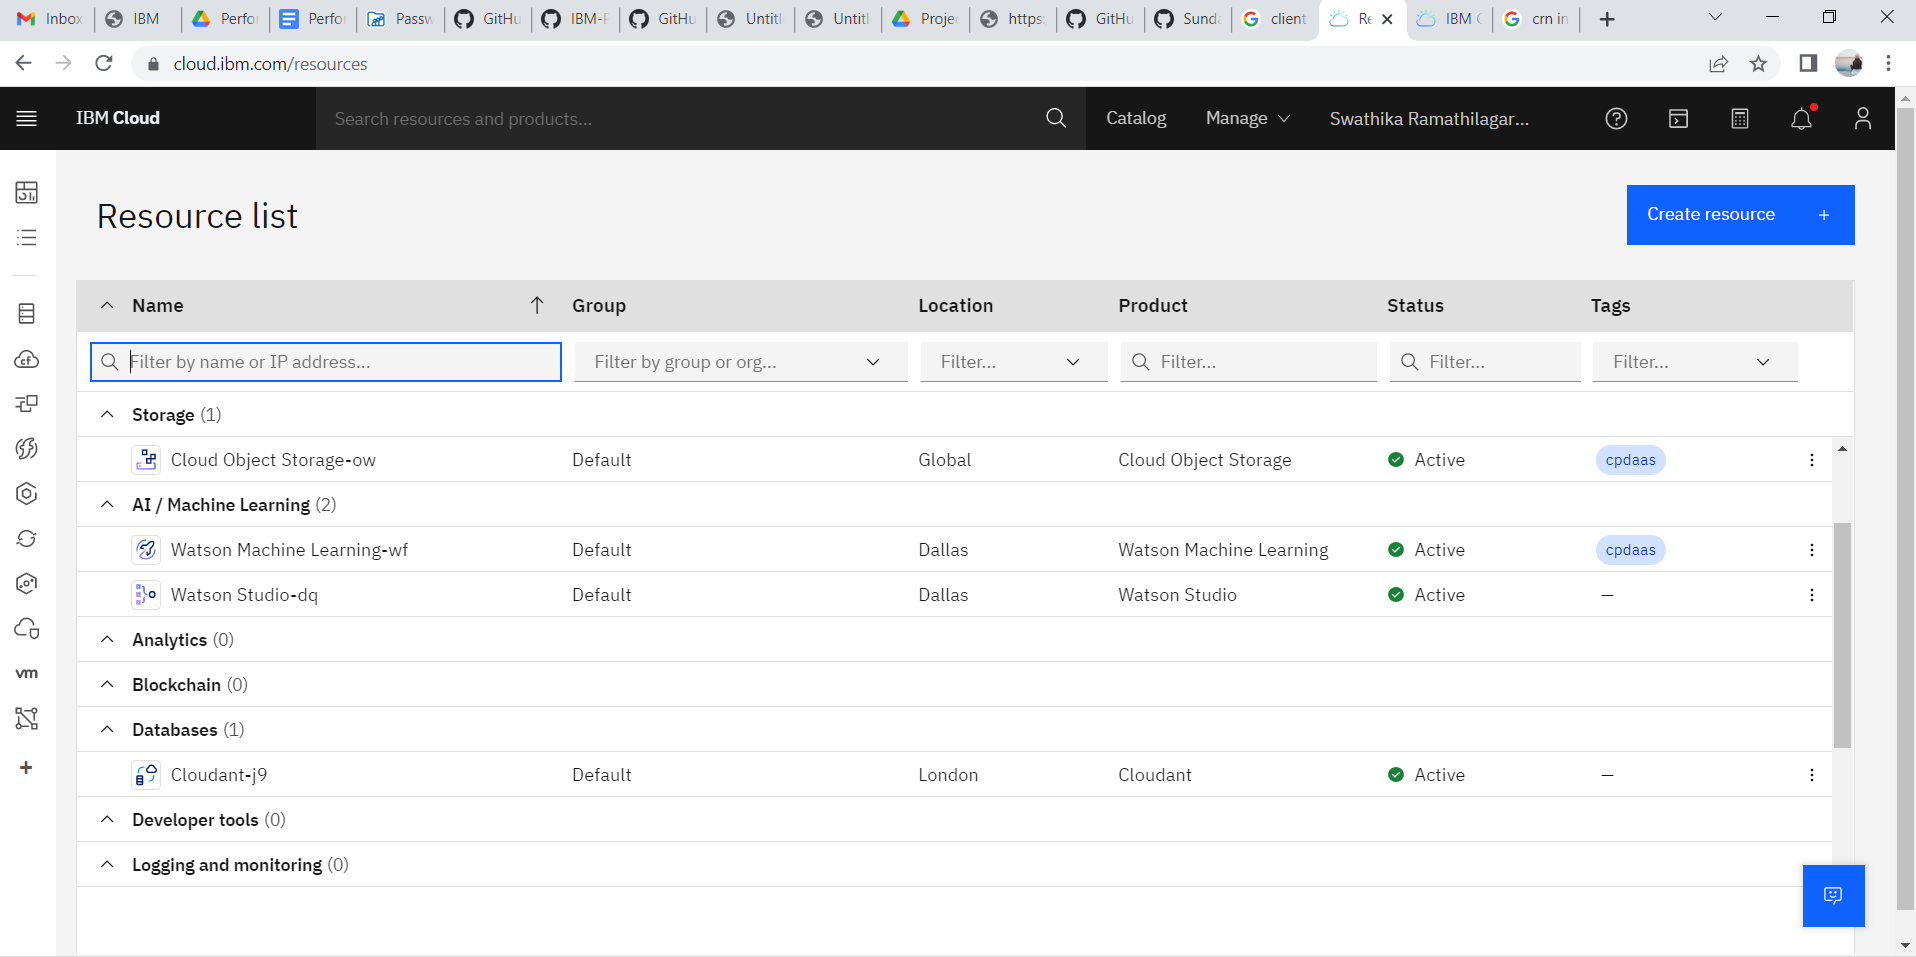 Inbox IBM Perfo Perfor Passw GitHu IBM-P GitHu Untitl Untitl Projec https: GitHu Sunda client Re IBM C crn in
cloud.ibm.com/resources
IBM Cloud Search resources and products... Catalog Manage Swathika Ramathilagar...
Resource list Create resource +
Name Group Location Product Status Tags
Filter by name or IP address... Filter by group or org... Filter... Filter... Filter... Filter...
Storage (1)
Cloud Object Storage-ow Default Global Cloud Object Storage Active cpdaas
AI / Machine Learning (2)
Watson Machine Learning-wf Default Dallas Watson Machine Learning Active cpdaas
Watson Studio-dq Default Dallas Watson Studio Active —
Analytics (0)
Blockchain (0)
vm
Databases (1)
Cloudant-j9 Default London Cloudant Active —
Developer tools (0)
Logging and monitoring (0)